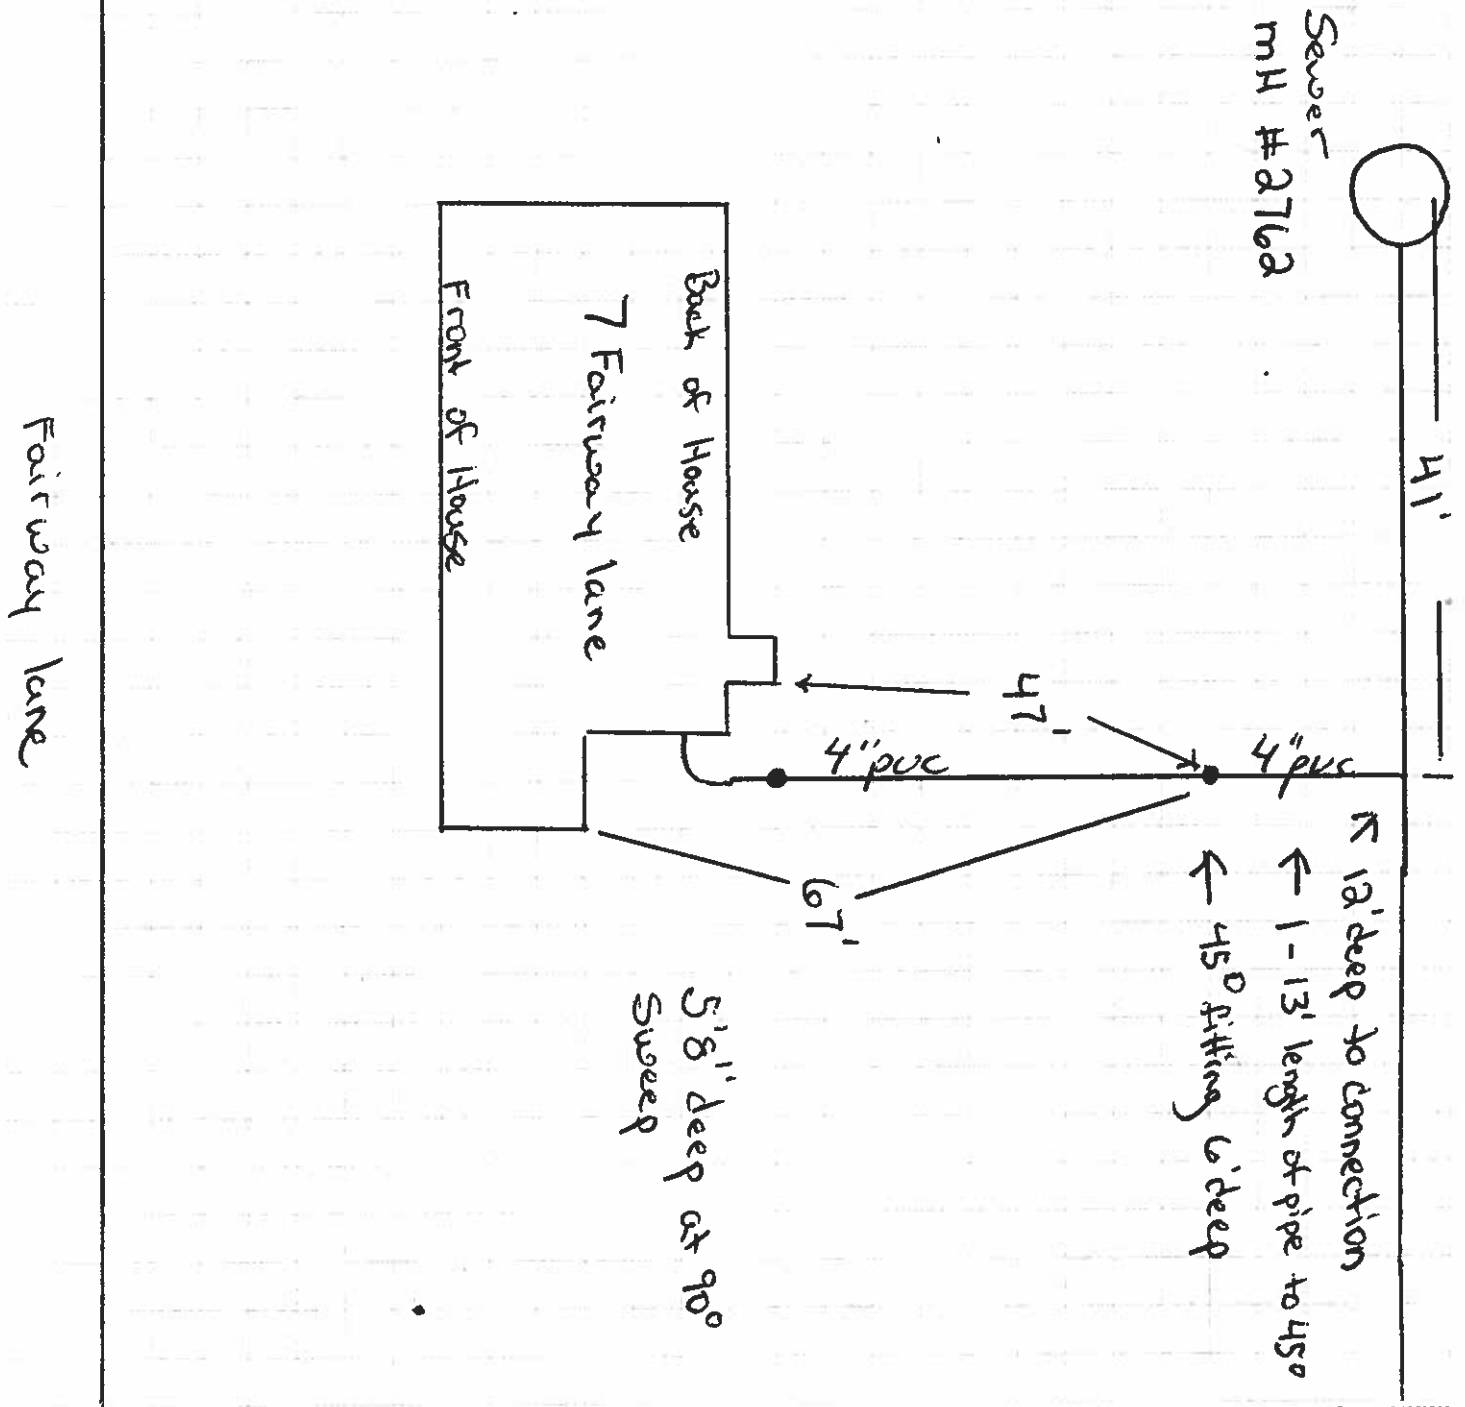 Sewer
mH #2762
41'
4" pvc
12' deep to connection
1-13' length of pipe to 45°
45° fitting 6' deep
47'
4" pvc
67'
5'8" deep at 90°
Sweep
Back of House
7 Fairway lane
Front of House
Fairway lane